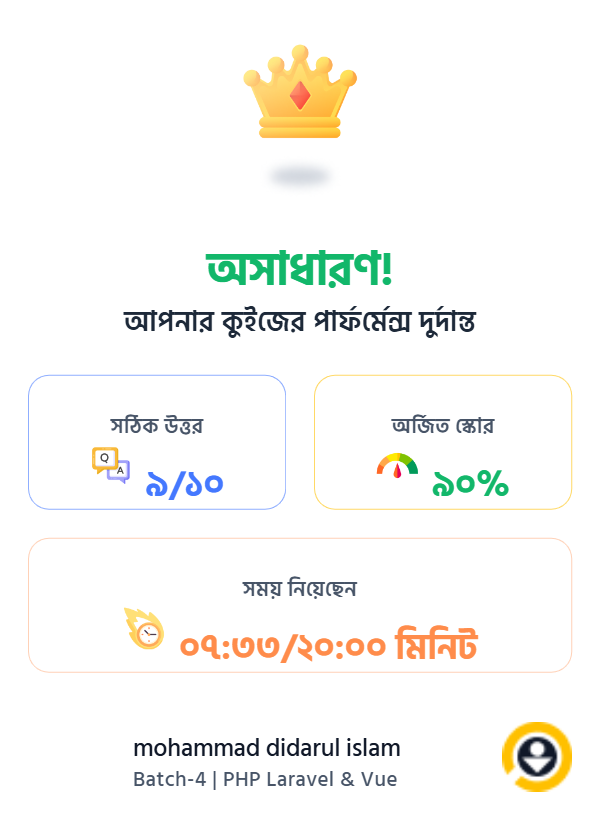 অসাধারণ!
আপনার কুইজের পার্ফর্মেন্স দুর্দান্ত
সঠিক উত্তর
Q A
৯/১০
অর্জিত স্কোর
৯০%
সময় নিয়েছেন
০৭:৩৩/২০:০০ মিনিট
mohammad didarul islam
Batch-4 | PHP Laravel & Vue